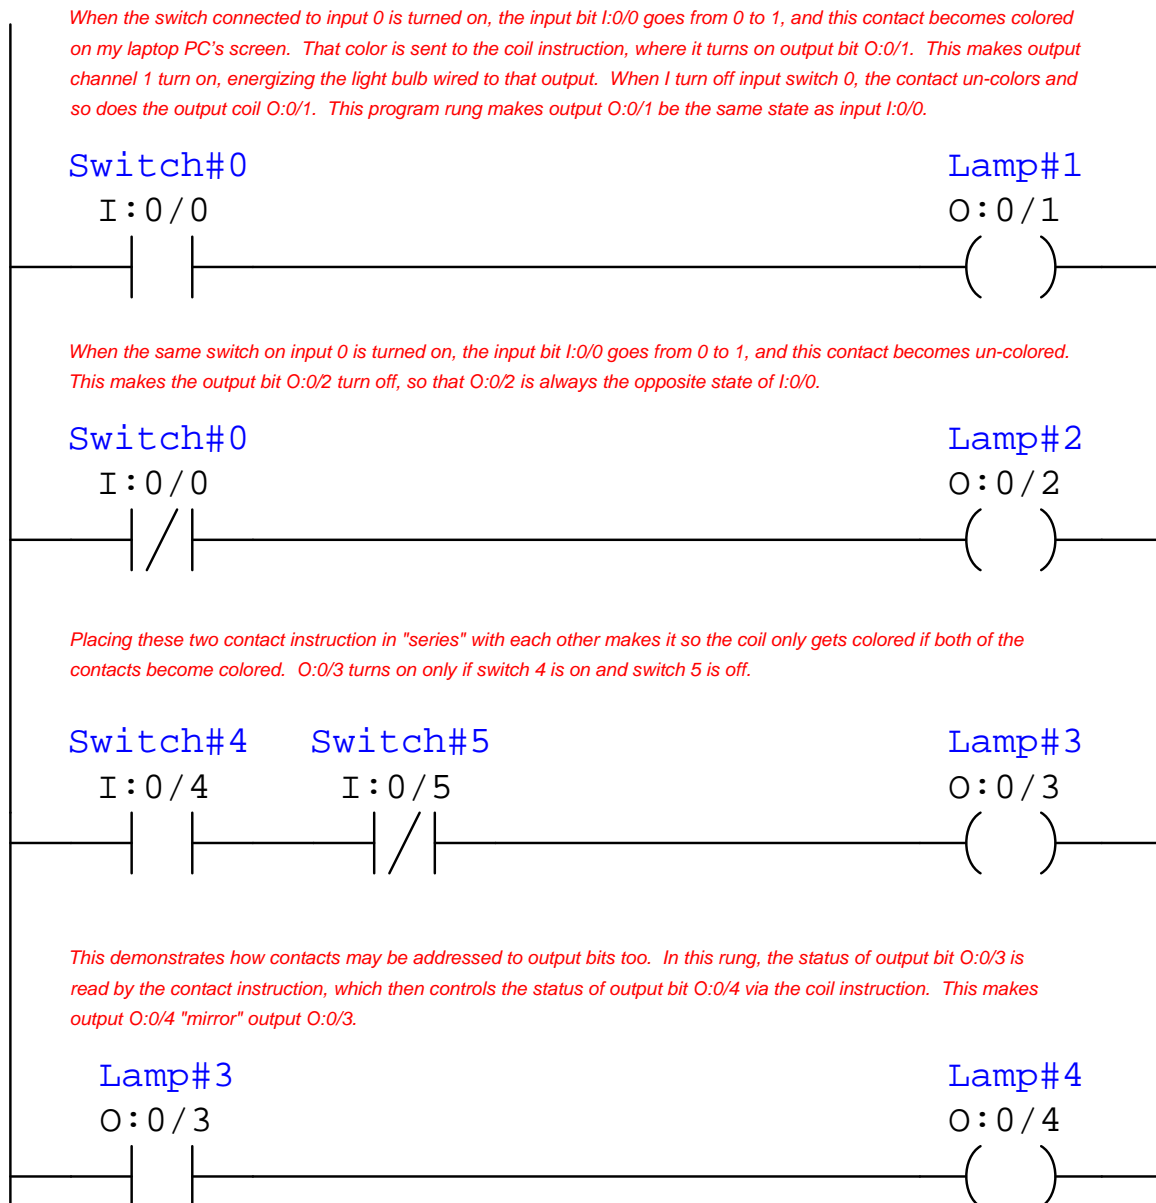 When the switch connected to input 0 is turned on, the input bit I:0/0 goes from 0 to 1, and this contact becomes colored
on my laptop PC's screen.  That color is sent to the coil instruction, where it turns on output bit O:0/1.  This makes output
channel 1 turn on, energizing the light bulb wired to that output.  When I turn off input switch 0, the contact un-colors and
so does the output coil O:0/1.  This program rung makes output O:0/1 be the same state as input I:0/0.
Switch#0 Lamp#1
I:0/0 O:0/1
When the same switch on input 0 is turned on, the input bit I:0/0 goes from 0 to 1, and this contact becomes un-colored.
This makes the output bit O:0/2 turn off, so that O:0/2 is always the opposite state of I:0/0.
Switch#0 Lamp#2
I:0/0 O:0/2
Placing these two contact instruction in "series" with each other makes it so the coil only gets colored if both of the
contacts become colored.  O:0/3 turns on only if switch 4 is on and switch 5 is off.
Switch#4 Switch#5 Lamp#3
I:0/4 I:0/5 O:0/3
This demonstrates how contacts may be addressed to output bits too.  In this rung, the status of output bit O:0/3 is
read by the contact instruction, which then controls the status of output bit O:0/4 via the coil instruction.  This makes
output O:0/4 "mirror" output O:0/3.
Lamp#3 Lamp#4
O:0/3 O:0/4